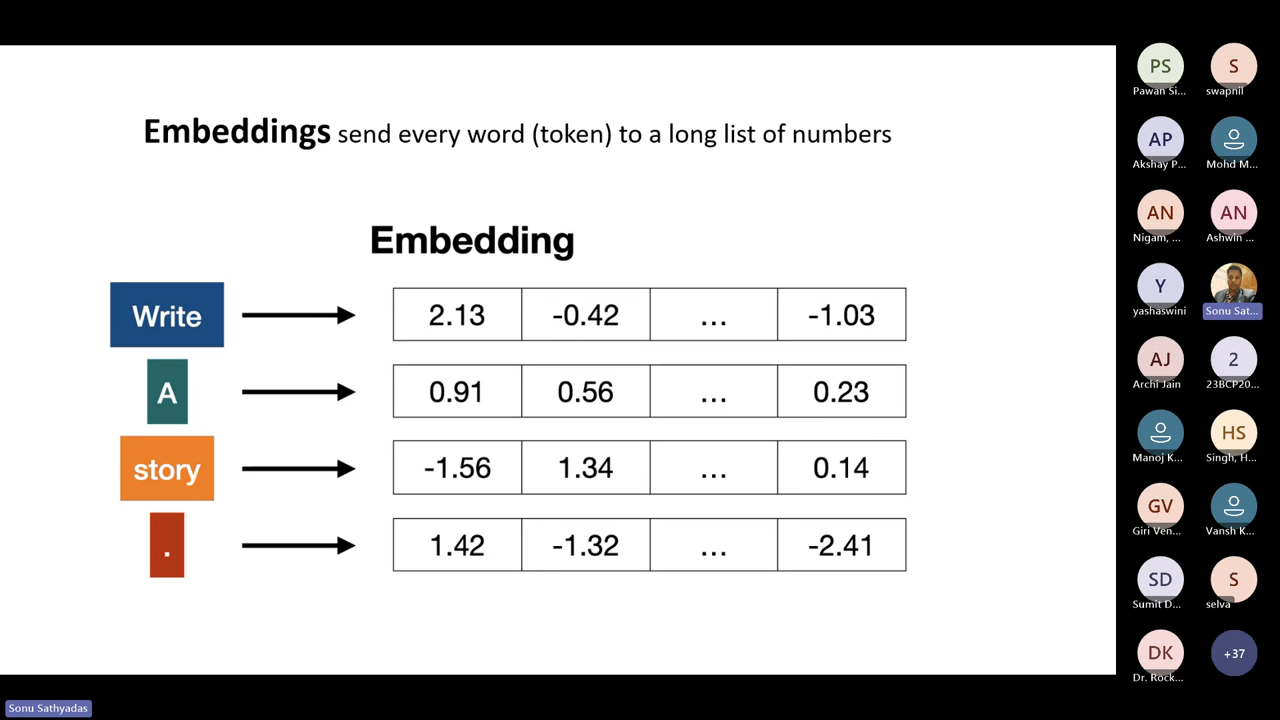 Embeddings send every word (token) to a long list of numbers
Embedding
Write 2.13 -0.42 ... -1.03
A 0.91 0.56 ... 0.23
story -1.56 1.34 ... 0.14
. 1.42 -1.32 ... -2.41
PS S
Pawan Si... swapnil
AP
Akshay P... Mohd M...
AN AN
Nigam, ... Ashwin ...
Y
yashaswini Sonu Sat...
AJ 2
Archi Jain 23BCP20...
HS
Manoj K... Singh, H...
GV
Giri Ven... Vansh K...
SD S
Sumit D... selva
DK +37
Dr. Rock...
Sonu Sathyadas